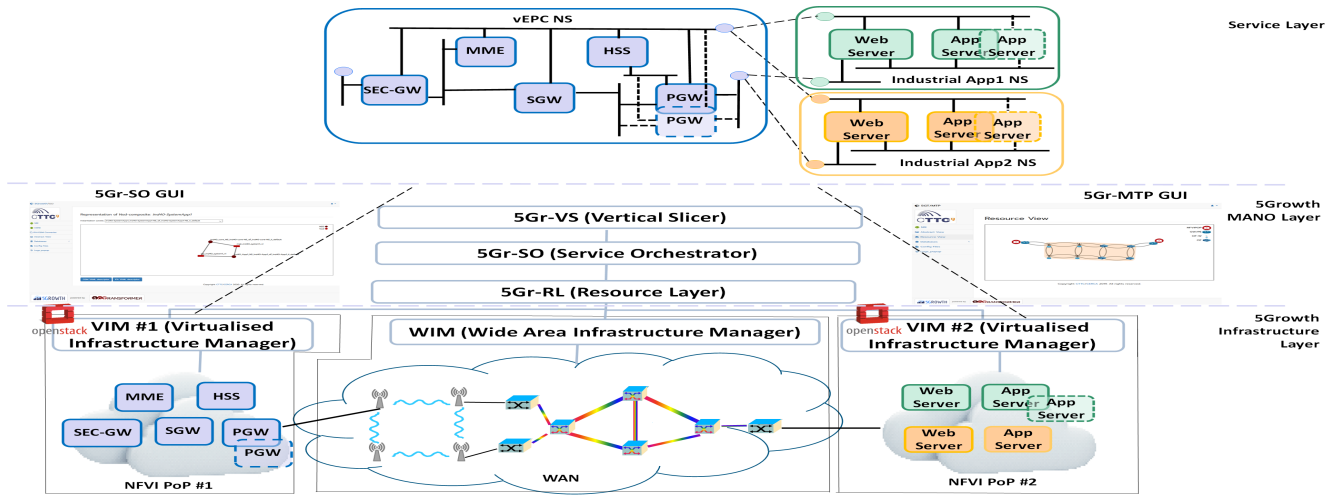 vEPC NS
Service Layer
MME
HSS
SEC-GW
SGW
PGW
PGW
Web
Server
App
Server
App
Server
Industrial App1 NS
Web
Server
App
Server
App
Server
Industrial App2 NS
5Gr-SO GUI
5Gr-MTP GUI
5Growth
MANO Layer
CTTC
Resource View
5Gr-VS (Vertical Slicer)
5Gr-SO (Service Orchestrator)
5Gr-RL (Resource Layer)
5GROWTH
TRANSFORMER
openstack
VIM #1 (Virtualised
Infrastructure Manager)
WIM (Wide Area Infrastructure Manager)
openstack
VIM #2 (Virtualised
Infrastructure Manager)
5Growth
Infrastructure
Layer
MME
HSS
SEC-GW
SGW
PGW
PGW
NFVI PoP #1
WAN
Web
Server
App
Server
App
Server
Web
Server
App
Server
NFVI PoP #2